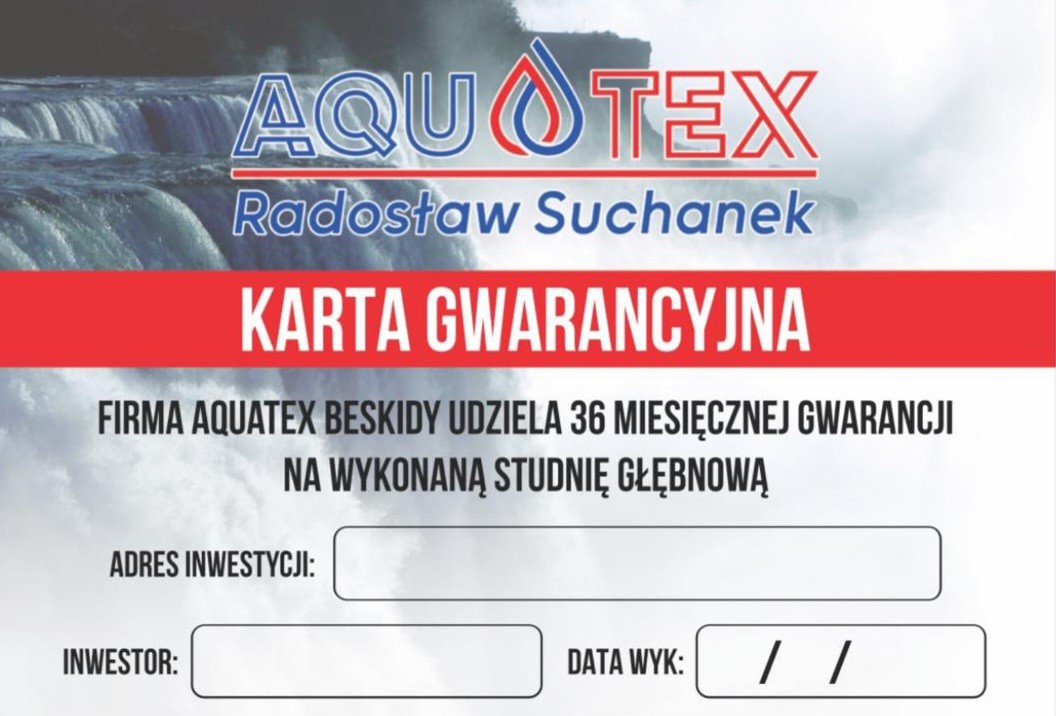 AQUATEX
Radosław Suchanek
KARTA GWARANCYJNA
FIRMA AQUATEX BESKIDY UDZIELA 36 MIESIĘCZNEJ GWARANCJI
NA WYKONANĄ STUDNIĘ GŁĘBNOWĄ
ADRES INWESTYCJI:
INWESTOR:
DATA WYK: / /